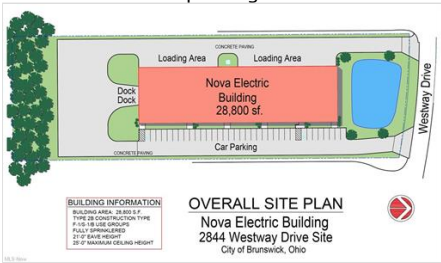 CONCRETE PAVING
Loading Area
Loading Area
Nova Electric
Building
28,800 sf.
Dock
Dock
Westway Drive
Car Parking
CONCRETE PAVING
BUILDING INFORMATION
BUILDING AREA: 28,800 S.F.
TYPE 2B CONSTRUCTION TYPE
F-1/S-1/B USE GROUPS
FULLY SPRINKLERED
21'-0" EAVE HEIGHT
25'-0" MAXIMUM CEILING HEIGHT
OVERALL SITE PLAN
Nova Electric Building
2844 Westway Drive Site
City of Brunswick, Ohio